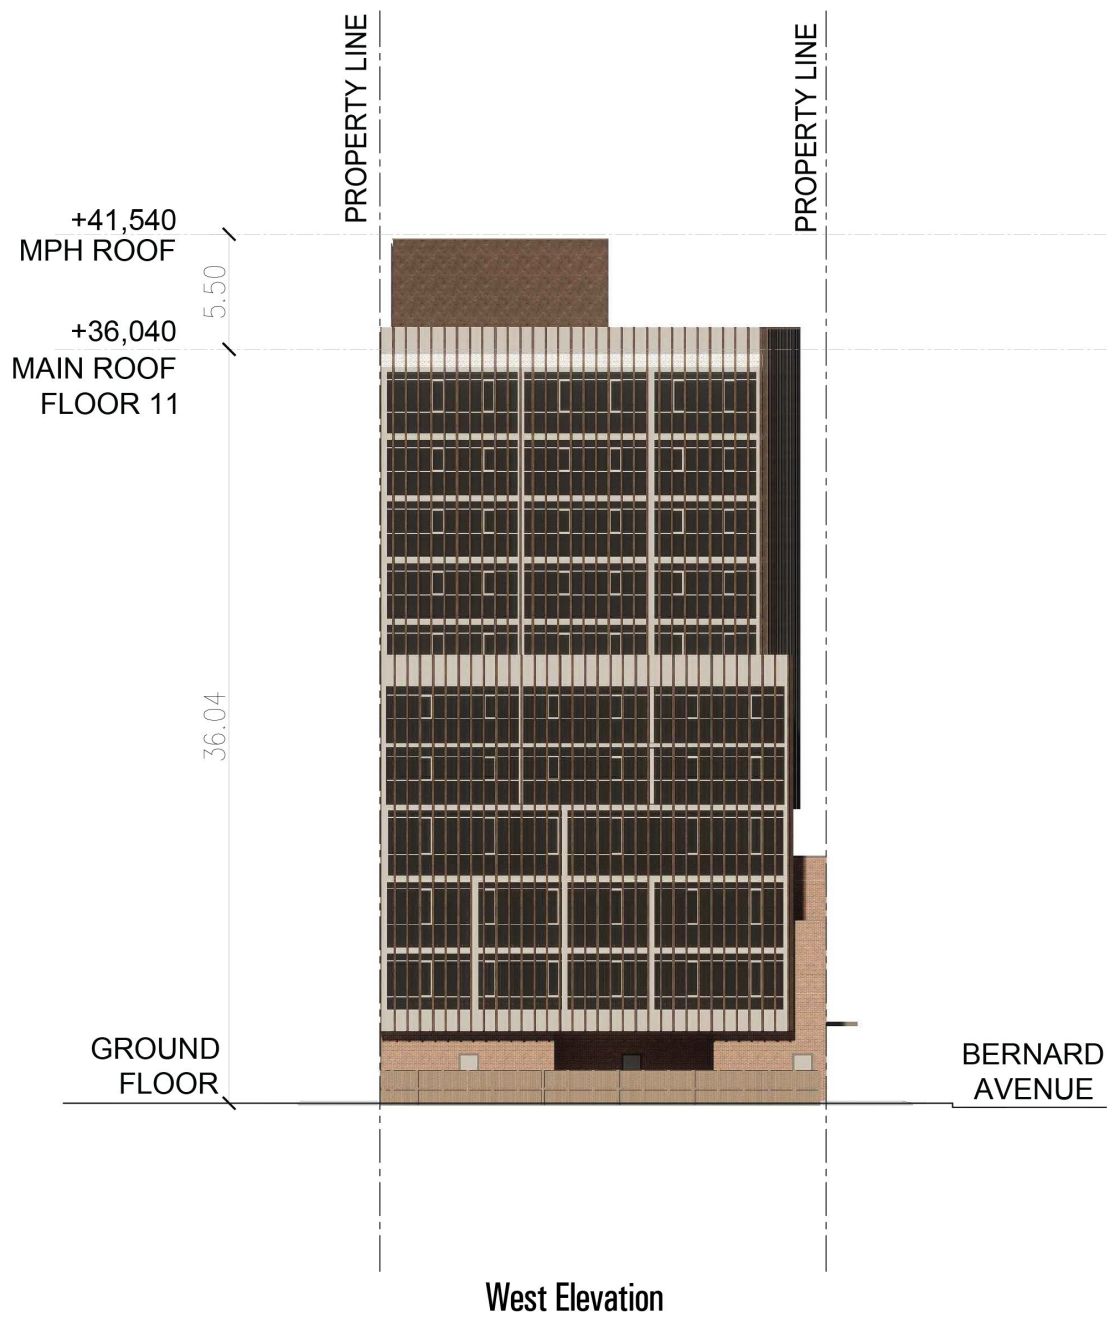 PROPERTY LINE
PROPERTY LINE
+41,540
MPH ROOF
5.50
+36,040
MAIN ROOF
FLOOR 11
36.04
GROUND
FLOOR
BERNARD
AVENUE
West Elevation